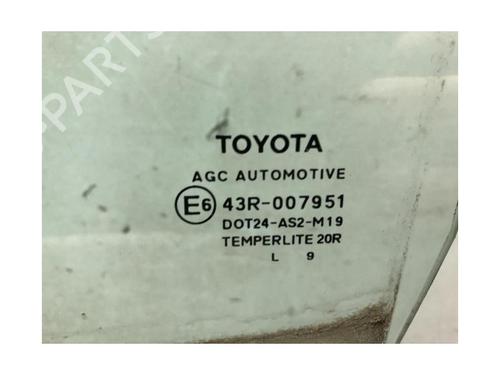 TOYOTA
AGC AUTOMOTIVE
E6 43R-007951
DOT24-AS2-M19
TEMPERLITE 20R
L 9